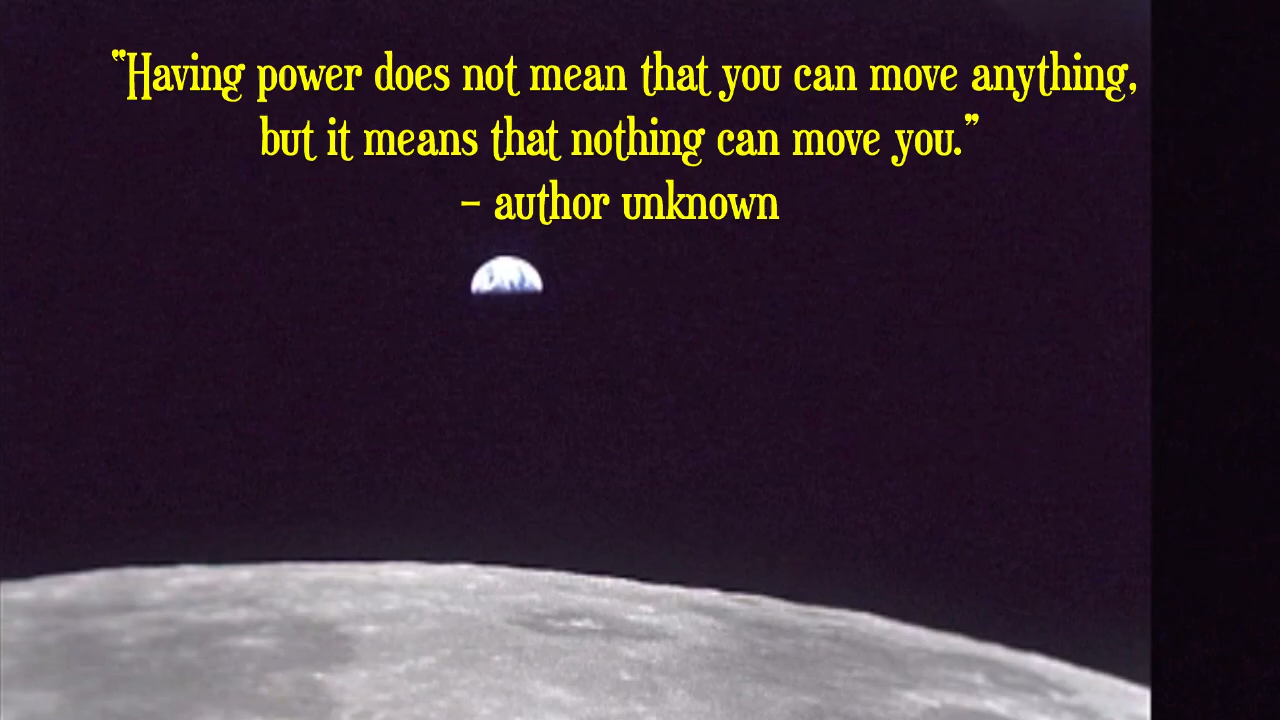 “Having power does not mean that you can move anything,
but it means that nothing can move you.”
– author unknown